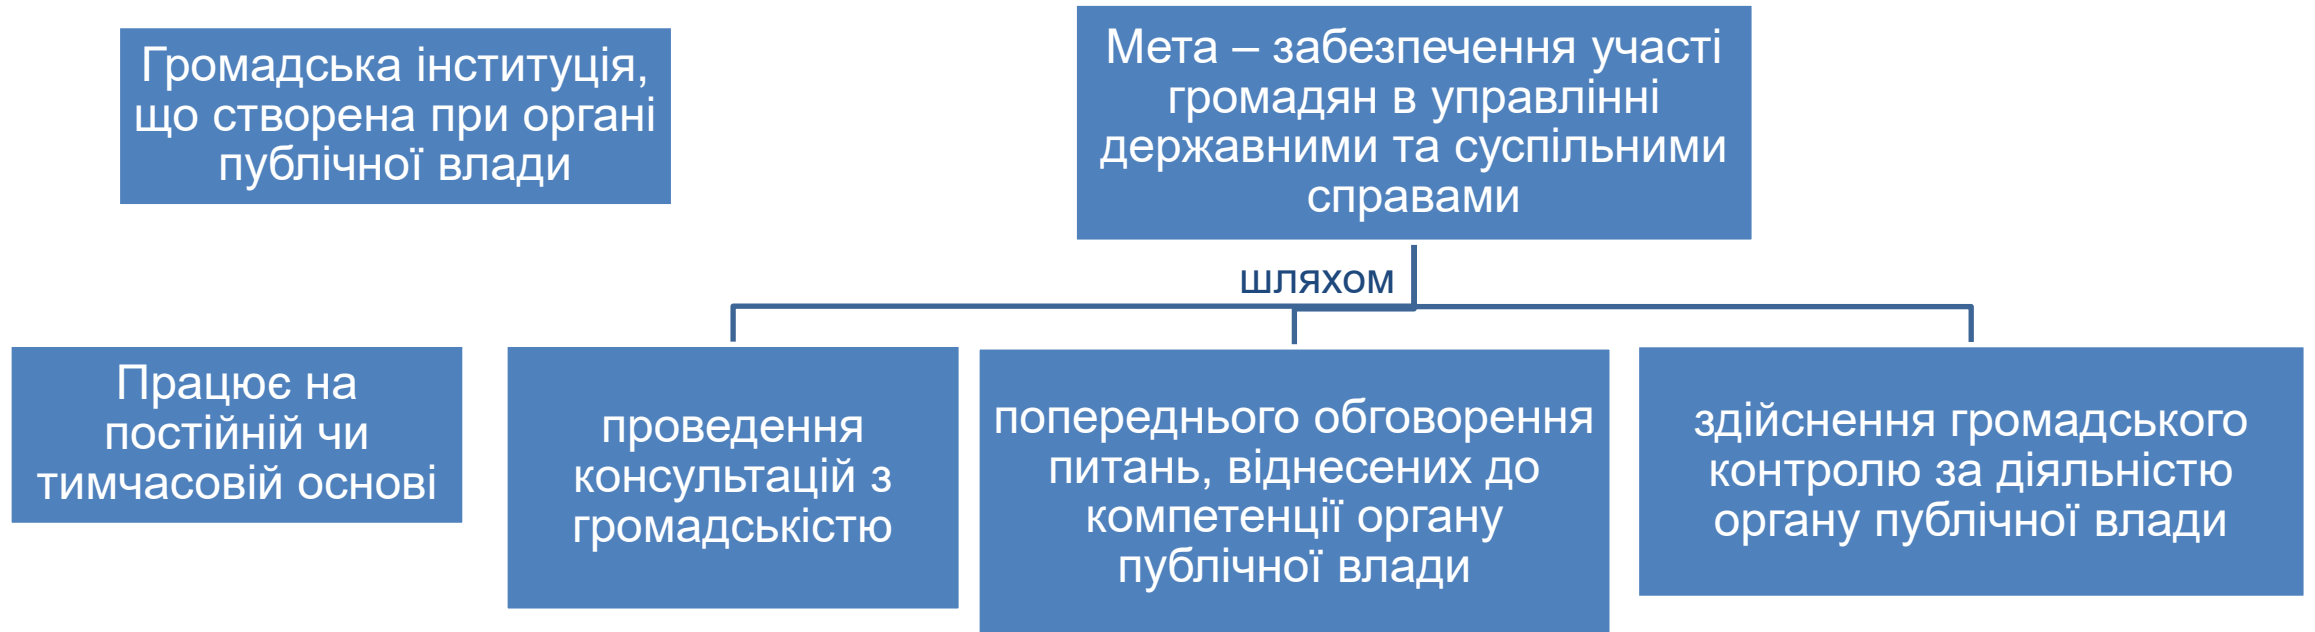 Громадська інституція,
що створена при органі
публічної влади
Мета – забезпечення участі
громадян в управлінні
державними та суспільними
справами
шляхом
Працює на
постійній чи
тимчасовій основі
проведення
консультацій з
громадськістю
попереднього обговорення
питань, віднесених до
компетенції органу
публічної влади
здійснення громадського
контролю за діяльністю
органу публічної влади